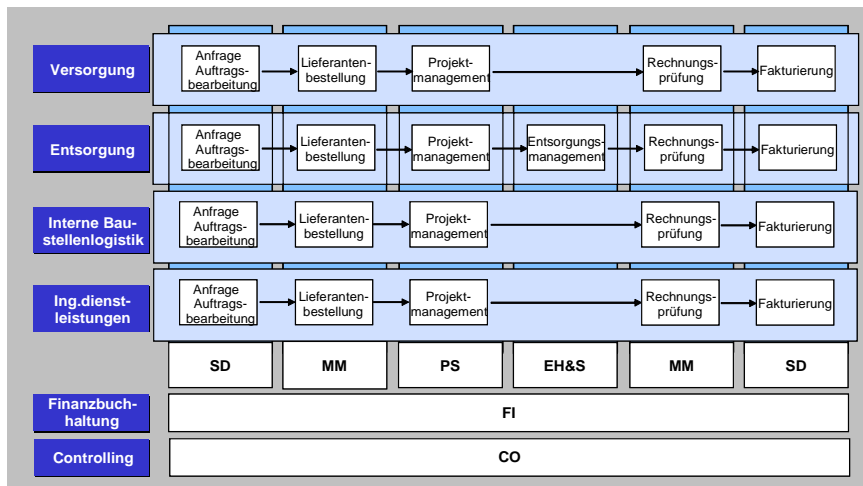 Versorgung
Anfrage
Auftrags-
bearbeitung
Lieferanten-
bestellung
Projekt-
management
Rechnungs-
prüfung
Fakturierung
Entsorgung
Anfrage
Auftrags-
bearbeitung
Lieferanten-
bestellung
Projekt-
management
Entsorgungs-
management
Rechnungs-
prüfung
Fakturierung
Interne Bau-
stellenlogistik
Anfrage
Auftrags-
bearbeitung
Lieferanten-
bestellung
Projekt-
management
Rechnungs-
prüfung
Fakturierung
Ing.dienst-
leistungen
Anfrage
Auftrags-
bearbeitung
Lieferanten-
bestellung
Projekt-
management
Rechnungs-
prüfung
Fakturierung
SD
MM
PS
EH&S
MM
SD
Finanzbuch-
haltung
FI
Controlling
CO